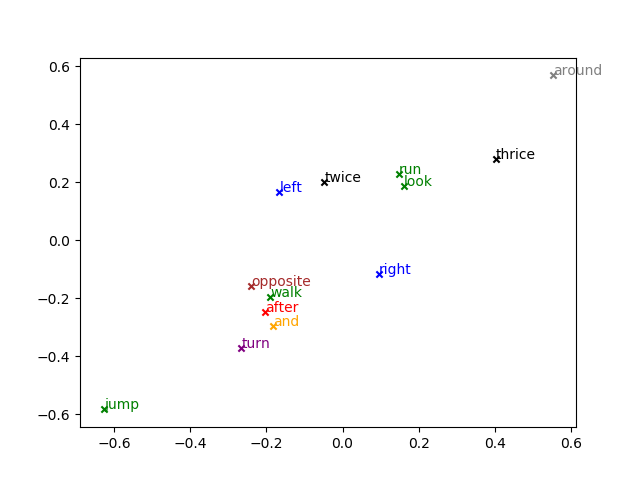 0.6
around
0.4
thrice
run
look
0.2
twice
left
0.0
right
opposite
walk
−0.2
after
and
turn
−0.4
jump
−0.6
−0.6 −0.4 −0.2 0.0 0.2 0.4 0.6